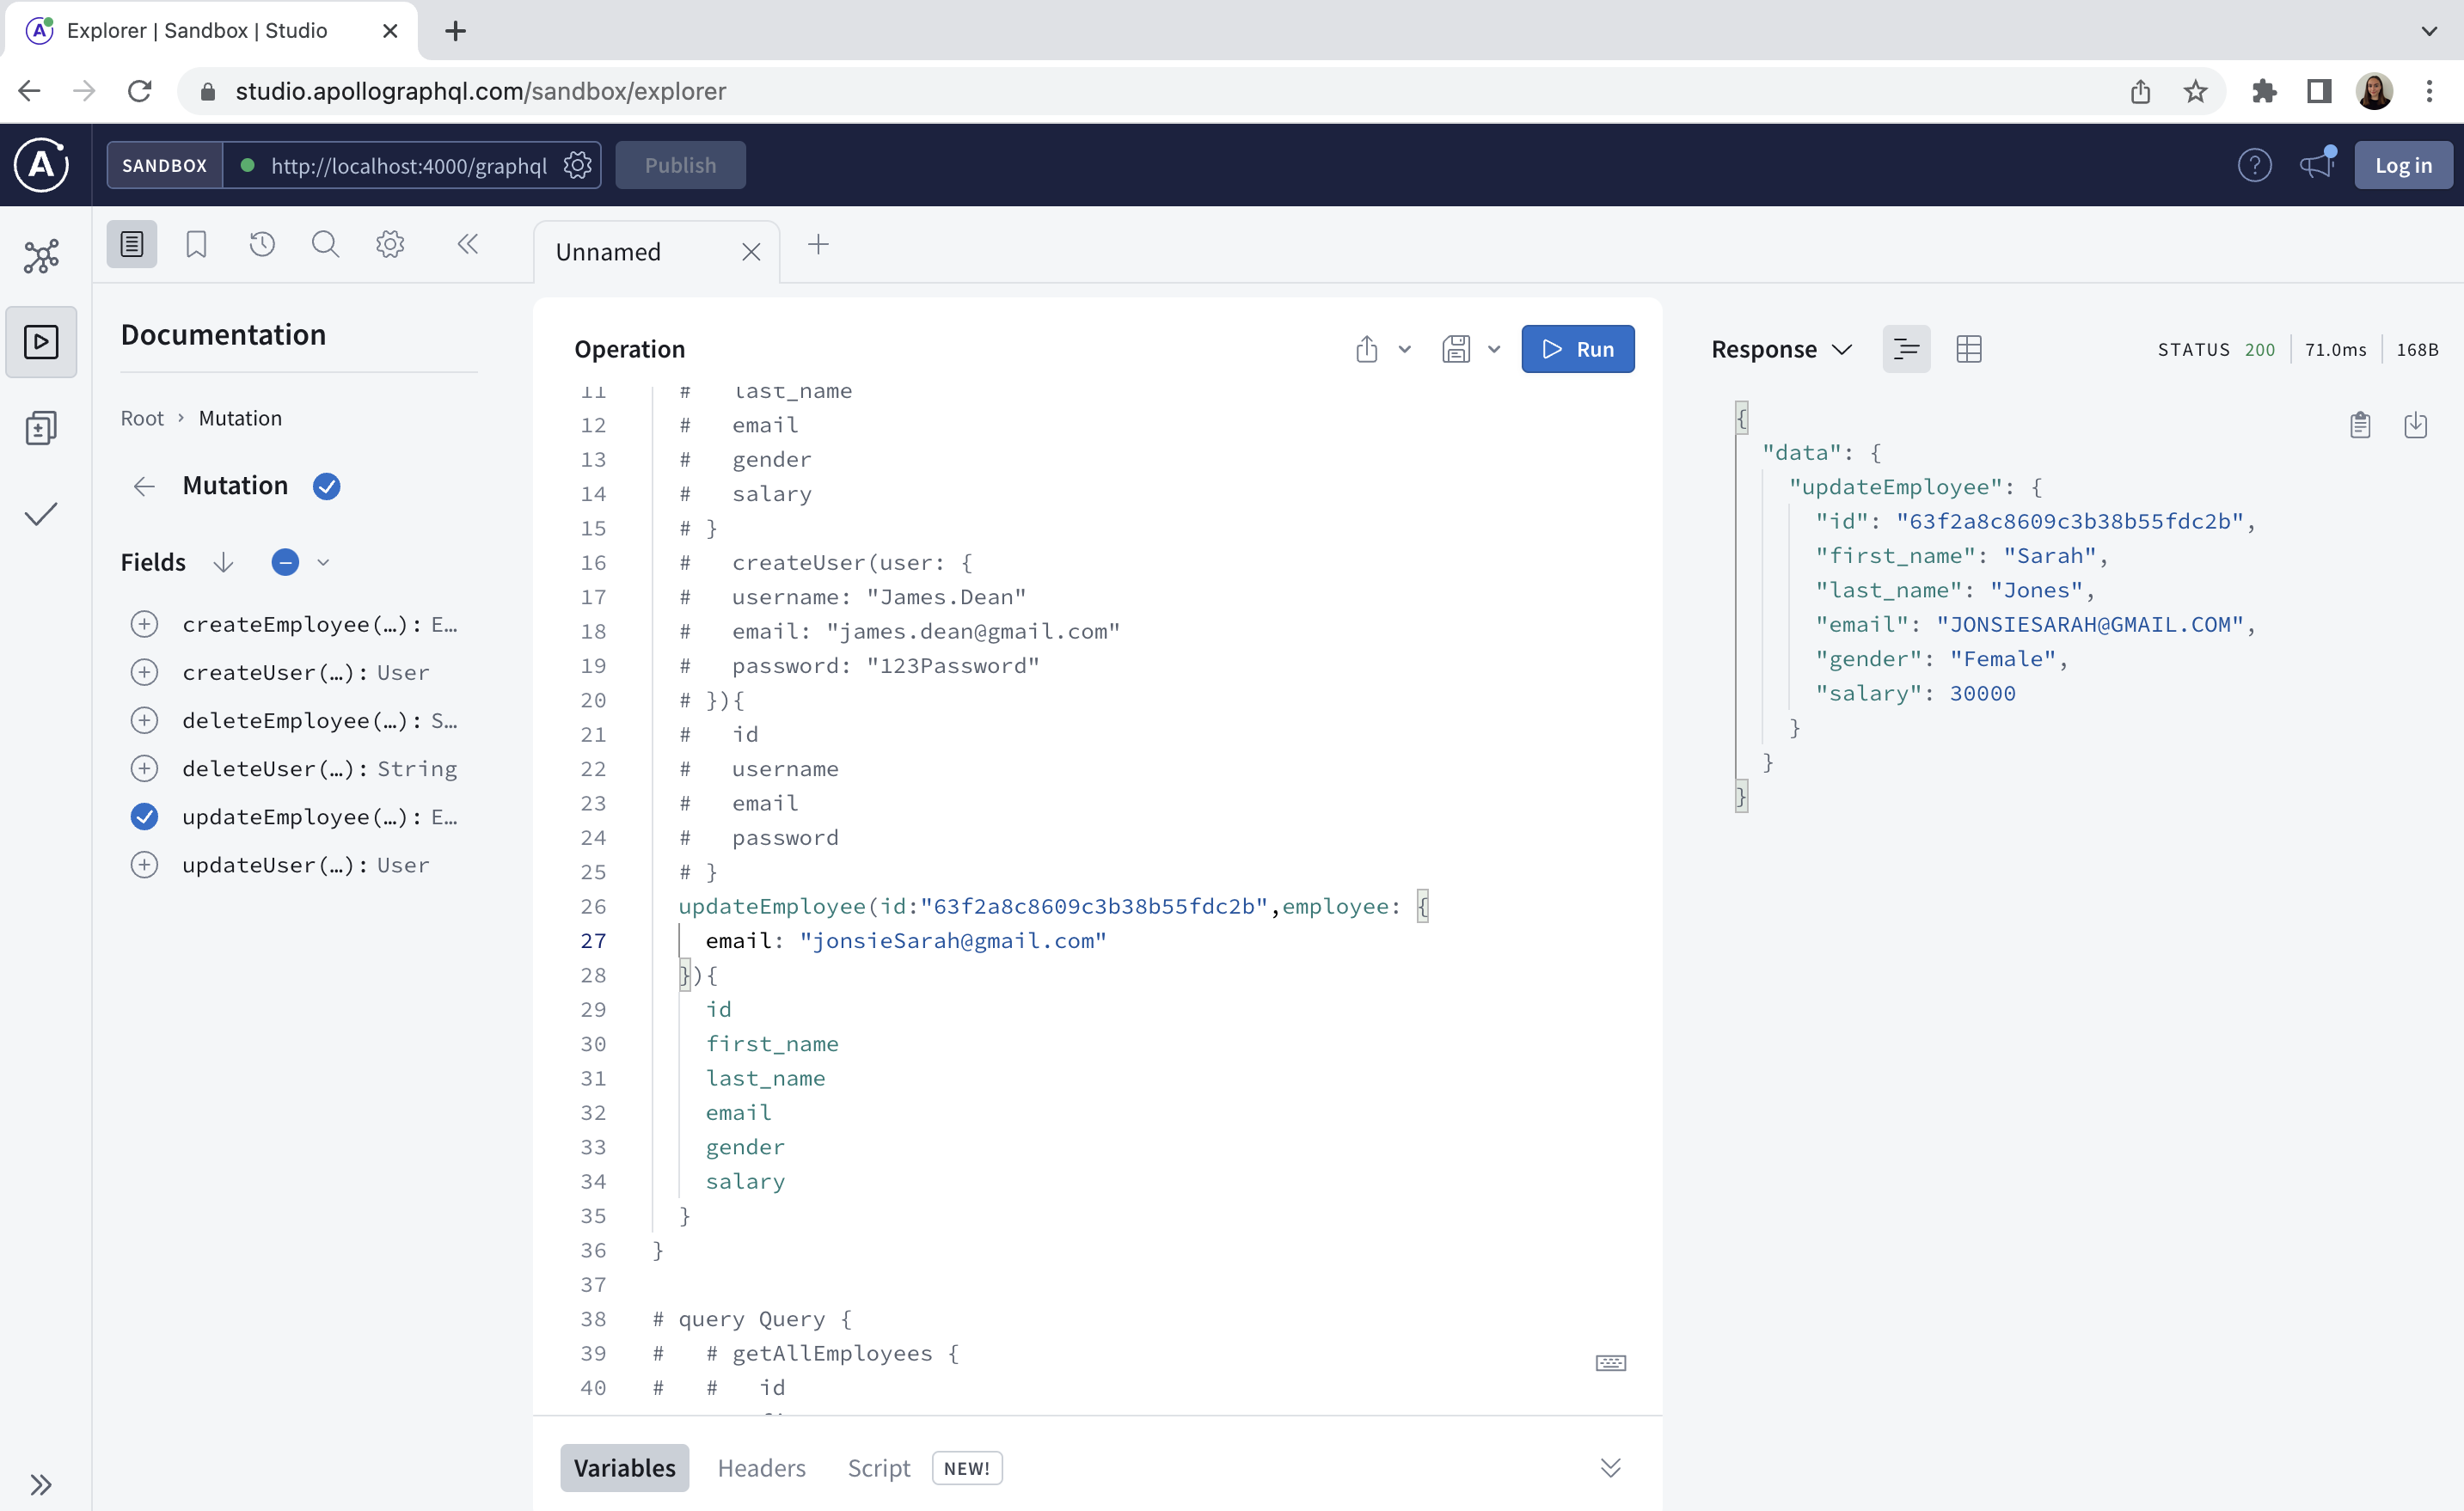 Explorer | Sandbox | Studio
studio.apollographql.com/sandbox/explorer
A
SANDBOX
http://localhost:4000/graphql
Publish
?
Log in
Unnamed
Documentation
Root › Mutation
Mutation
Fields
createEmployee(…): E…
createUser(…): User
deleteEmployee(…): S…
deleteUser(…): String
updateEmployee(…): E…
updateUser(…): User
Operation
Run
11 # last_name
12 # email
13 # gender
14 # salary
15 # }
16 # createUser(user: {
17 # username: "James.Dean"
18 # email: "james.dean@gmail.com"
19 # password: "123Password"
20 # }){
21 # id
22 # username
23 # email
24 # password
25 # }
26 updateEmployee(id:"63f2a8c8609c3b38b55fdc2b",employee: {
27 email: "jonsieSarah@gmail.com"
28 }){
29 id
30 first_name
31 last_name
32 email
33 gender
34 salary
35 }
36 }
37
38 # query Query {
39 # # getAllEmployees {
40 # # id
Variables Headers Script NEW!
Response
STATUS 200 71.0ms 168B
{
"data": {
"updateEmployee": {
"id": "63f2a8c8609c3b38b55fdc2b",
"first_name": "Sarah",
"last_name": "Jones",
"email": "JONSIESARAH@GMAIL.COM",
"gender": "Female",
"salary": 30000
}
}
}